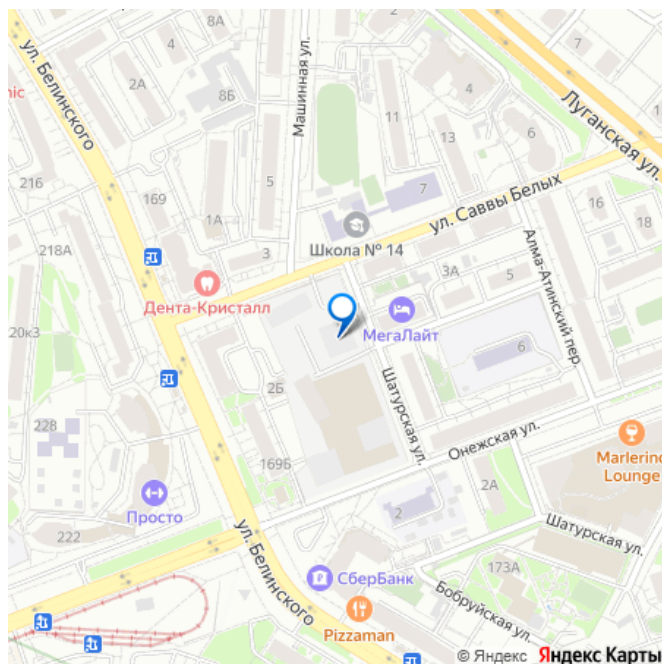 8А
4
2А
8Б
ул. Белинского
nic
216
Машинная ул.
11
13
4
6
7
Луганская ул.
169
1А
5
7
ул. Саввы Белых
218А
3
Школа № 14
3А
5
16
18
Дента-Кристалл
МегаЛайт
Алма-Атинский пер.
20к3
2Б
6
Шатурская ул.
228
169Б
Онежская ул.
Marlerino
Lounge
Просто
222
2
2А
ул. Белинского
Шатурская ул.
СберБанк
173А
Pizzaman
Бобруйская ул.
© Яндекс Яндекс Карты